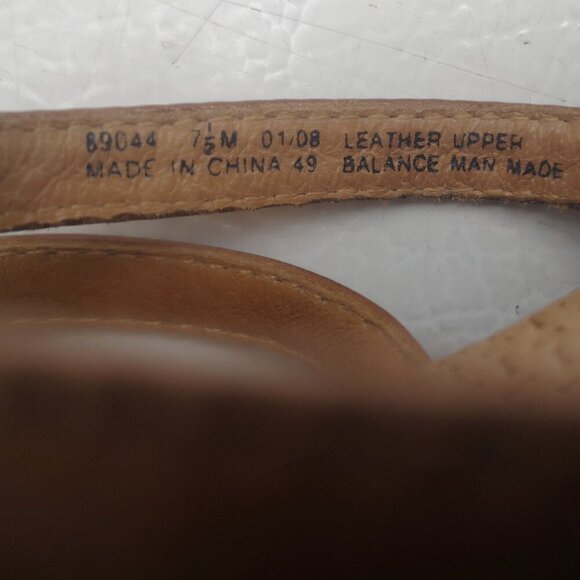 89044 7½M 01/08 LEATHER UPPER
MADE IN CHINA 49 BALANCE MAN MADE